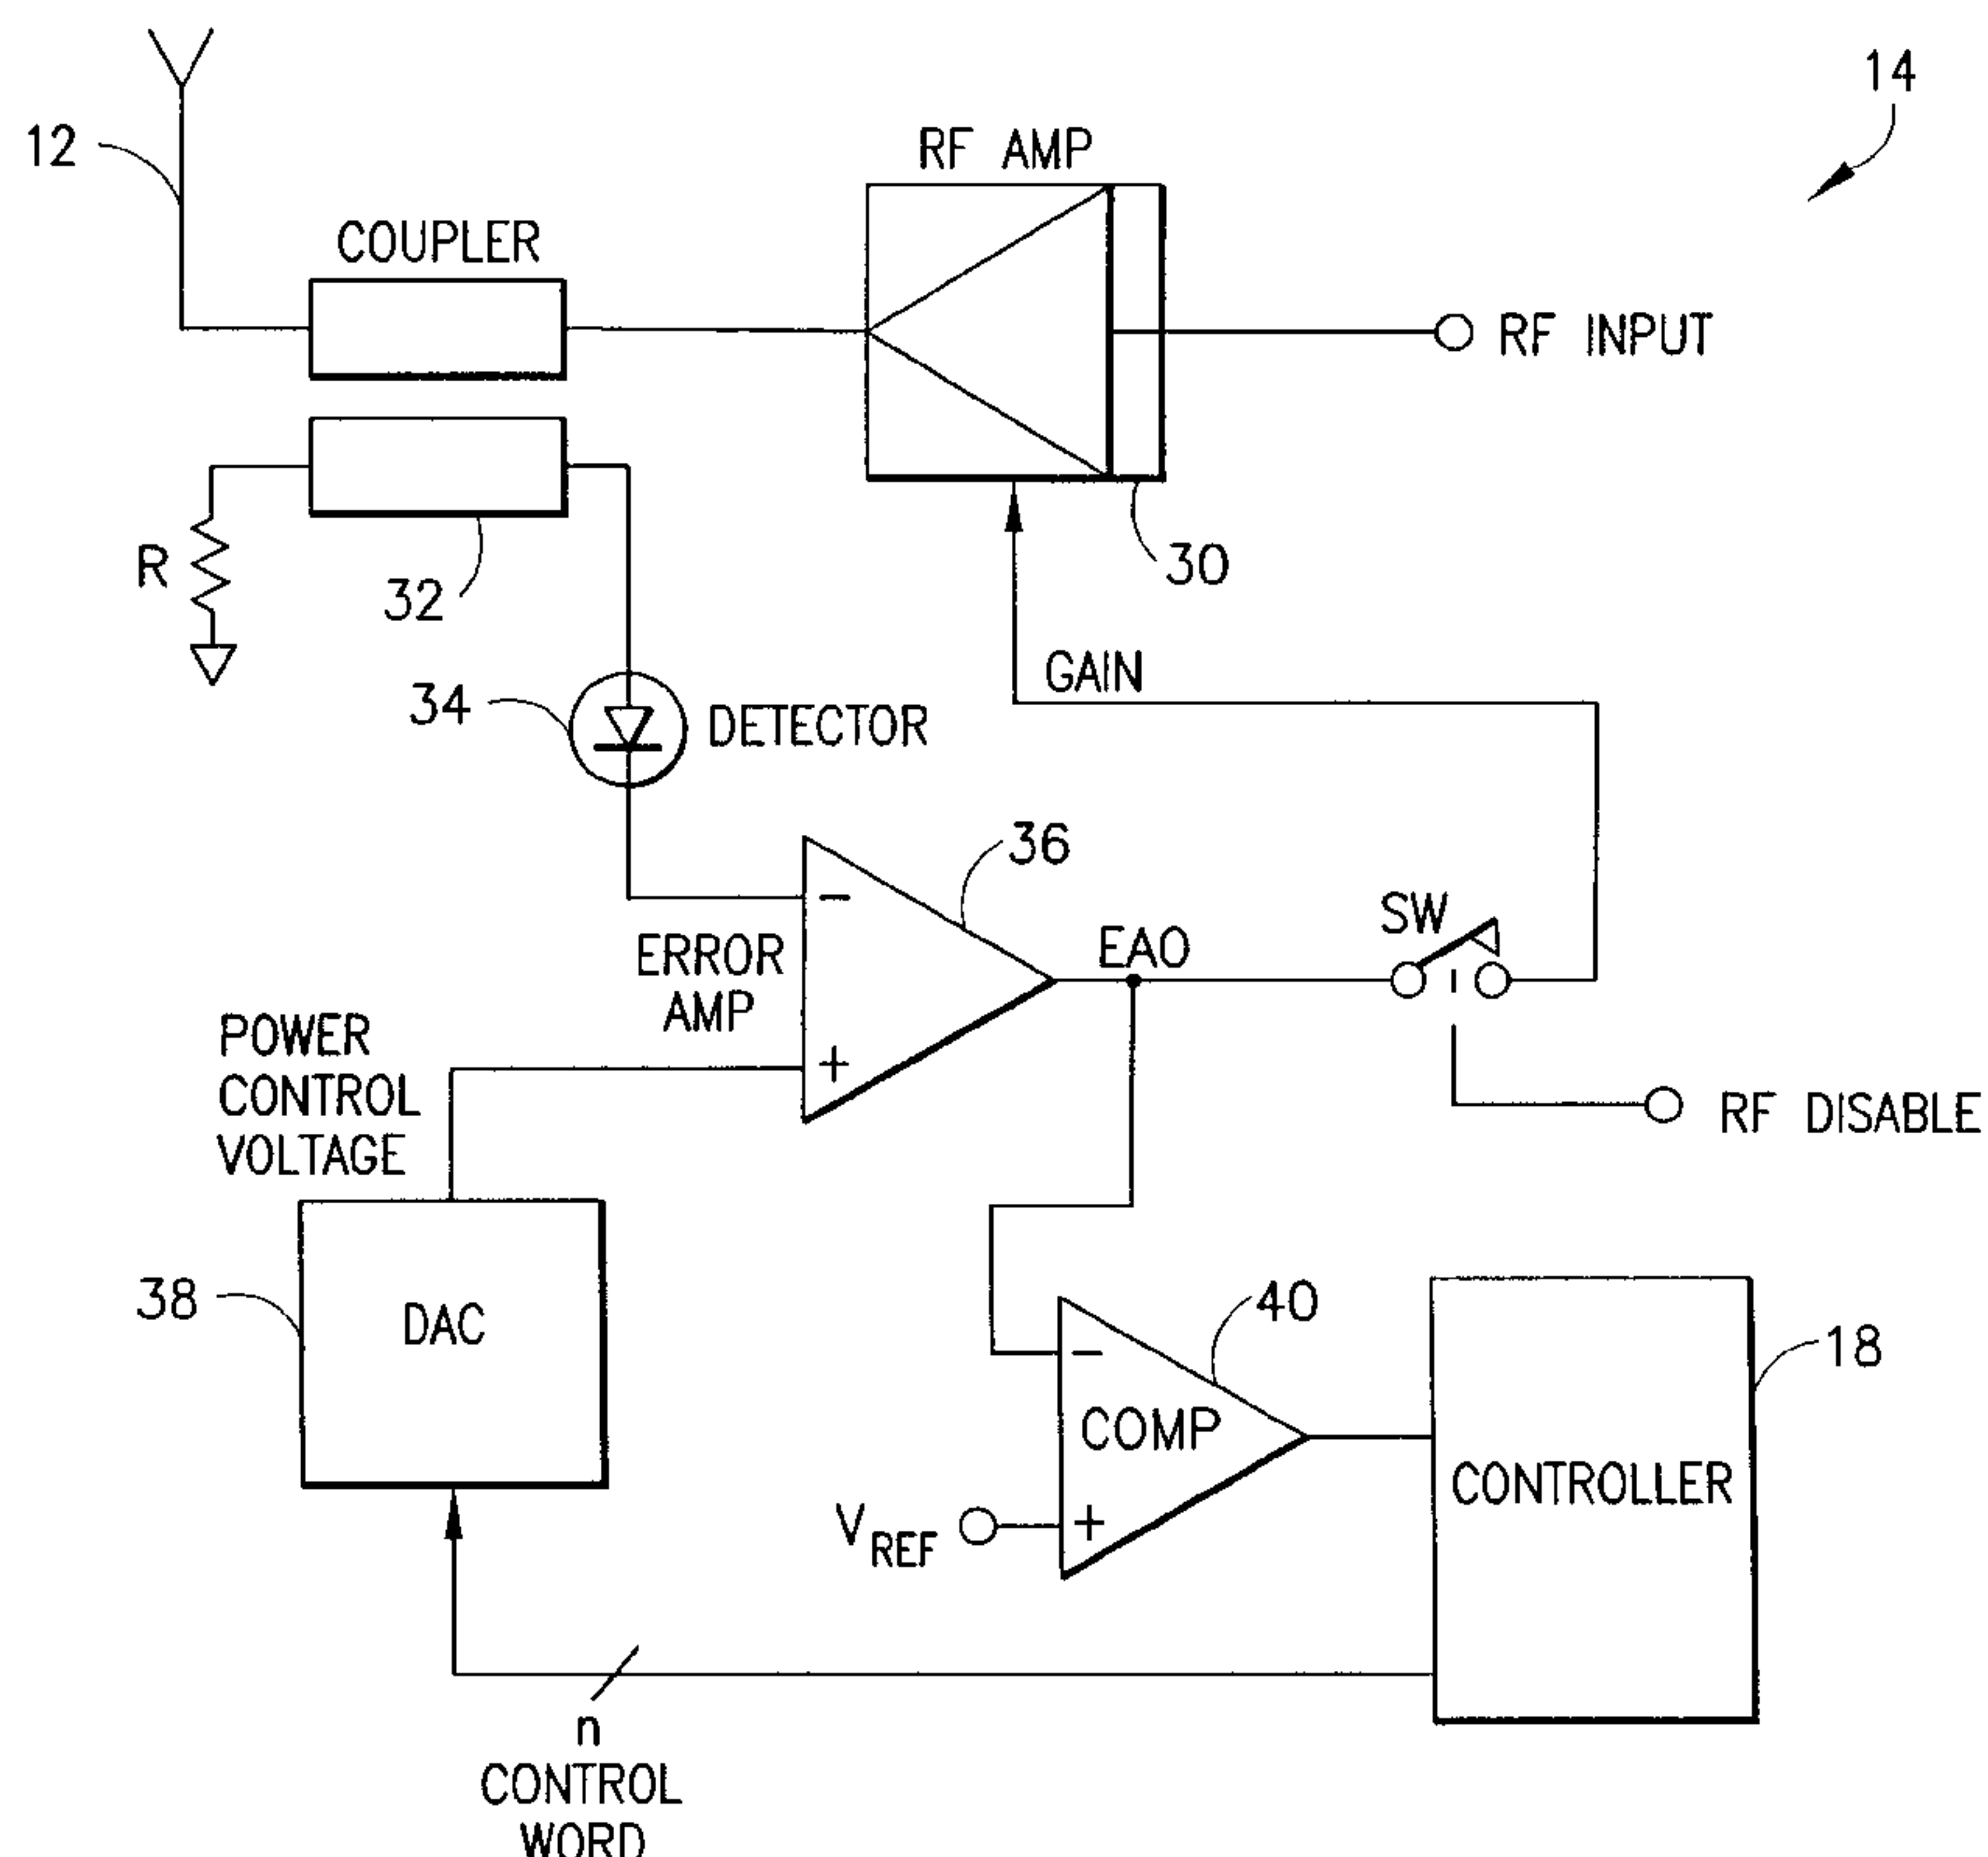 14
12
RF AMP
COUPLER
RF INPUT
R
32
30
GAIN
34
DETECTOR
36
SW
EAO
-
ERROR
AMP
+
POWER
CONTROL
VOLTAGE
RF DISABLE
38
DAC
40
18
-
COMP
CONTROLLER
VREF
+
n
CONTROL
WORD